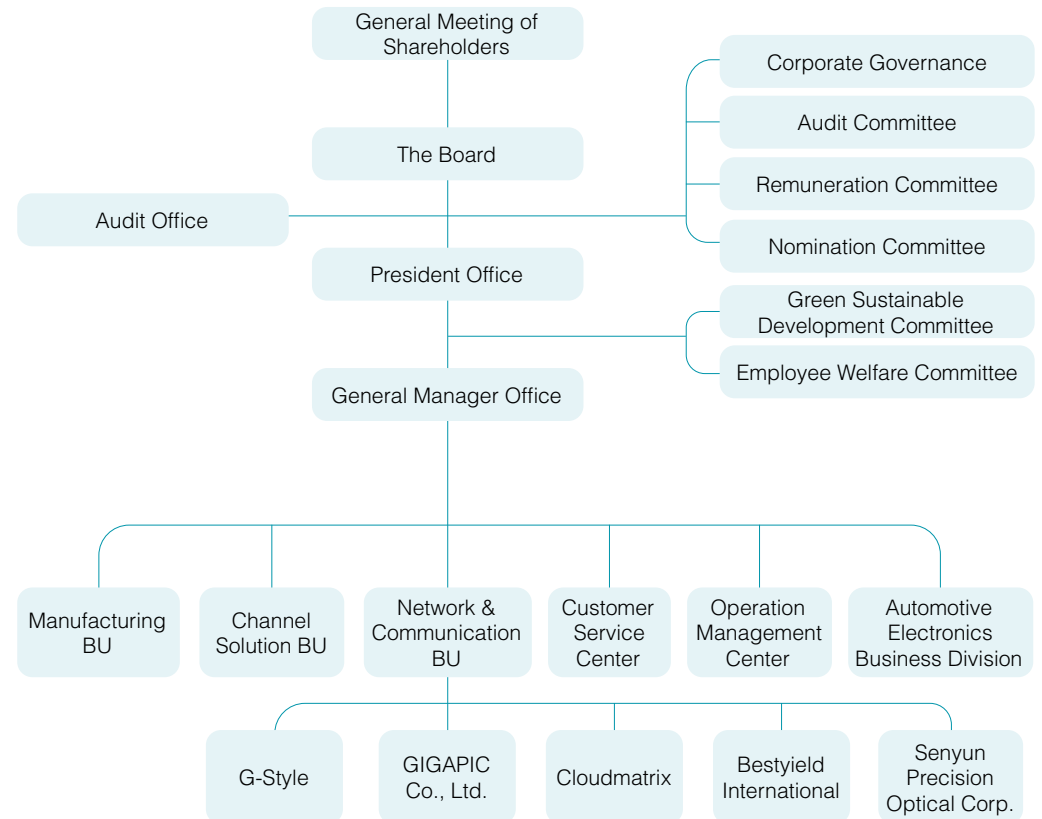 General Meeting of
Shareholders
Corporate Governance
Audit Committee
The Board
Remuneration Committee
Audit Office
Nomination Committee
President Office
Green Sustainable
Development Committee
Employee Welfare Committee
General Manager Office
Manufacturing
BU
Channel
Solution BU
Network &
Communication
BU
Customer
Service
Center
Operation
Management
Center
Automotive
Electronics
Business Division
G-Style
GIGAPIC
Co., Ltd.
Cloudmatrix
Bestyield
International
Senyun
Precision
Optical Corp.